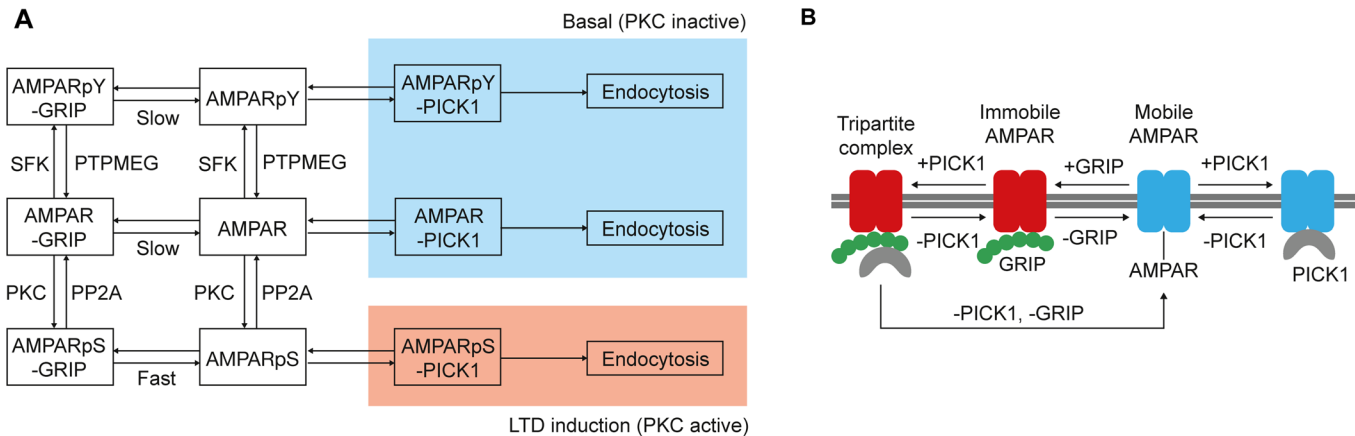 A
Basal (PKC inactive)
AMPARpY
-GRIP
Slow
AMPARpY
AMPARpY
-PICK1
Endocytosis
SFK
PTPMEG
SFK
PTPMEG
AMPAR
-GRIP
Slow
AMPAR
AMPAR
-PICK1
Endocytosis
PKC
PP2A
PKC
PP2A
AMPARpS
-GRIP
Fast
AMPARpS
AMPARpS
-PICK1
Endocytosis
LTD induction (PKC active)
B
Tripartite
complex
Immobile
AMPAR
Mobile
AMPAR
+PICK1
+GRIP
+PICK1
-PICK1
-GRIP
-PICK1
GRIP
AMPAR
PICK1
-PICK1, -GRIP